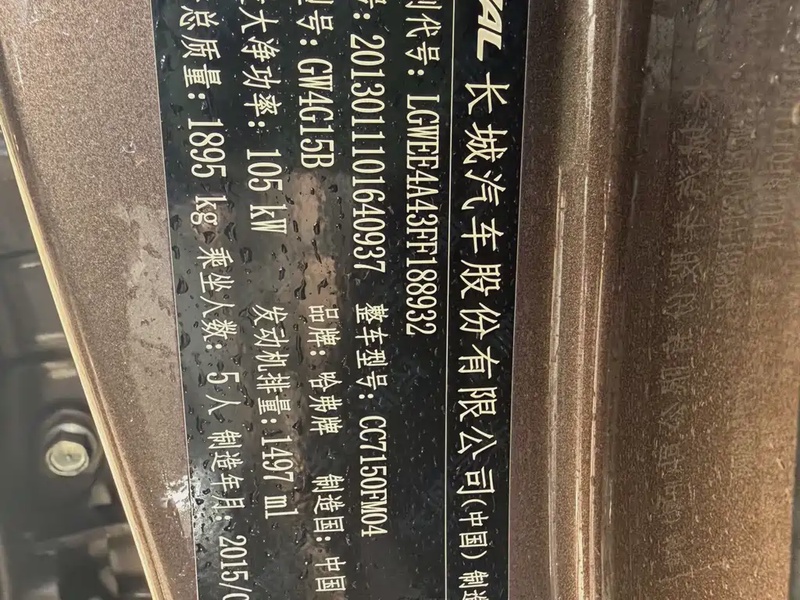 VAL 长城汽车股份有限公司(中国) 制造
别代号: LGWEE4A43FF188932
号: 2013011101640937 整车型号: CC7150FM04
型号: GW4G15B 品牌: 哈弗牌 制造国: 中国
大净功率: 105 kW 发动机排量: 1497 ml
总质量: 1895 kg 乘坐人数: 5 人 制造年月: 2015/0